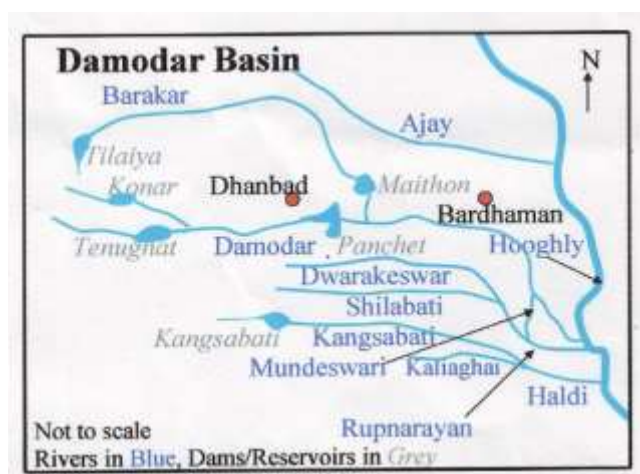 Damodar Basin
N
Barakar
Ajay
Tilaiya
Konar
Dhanbad
Maithon
Bardhaman
Tenughat
Damodar
Panchet
Hooghly
Dwarakeswar
Shilabati
Kangsabati
Kangsabati
Mundeswari
Kaliaghai
Haldi
Rupnarayan
Not to scale
Rivers in Blue, Dams/Reservoirs in Grey